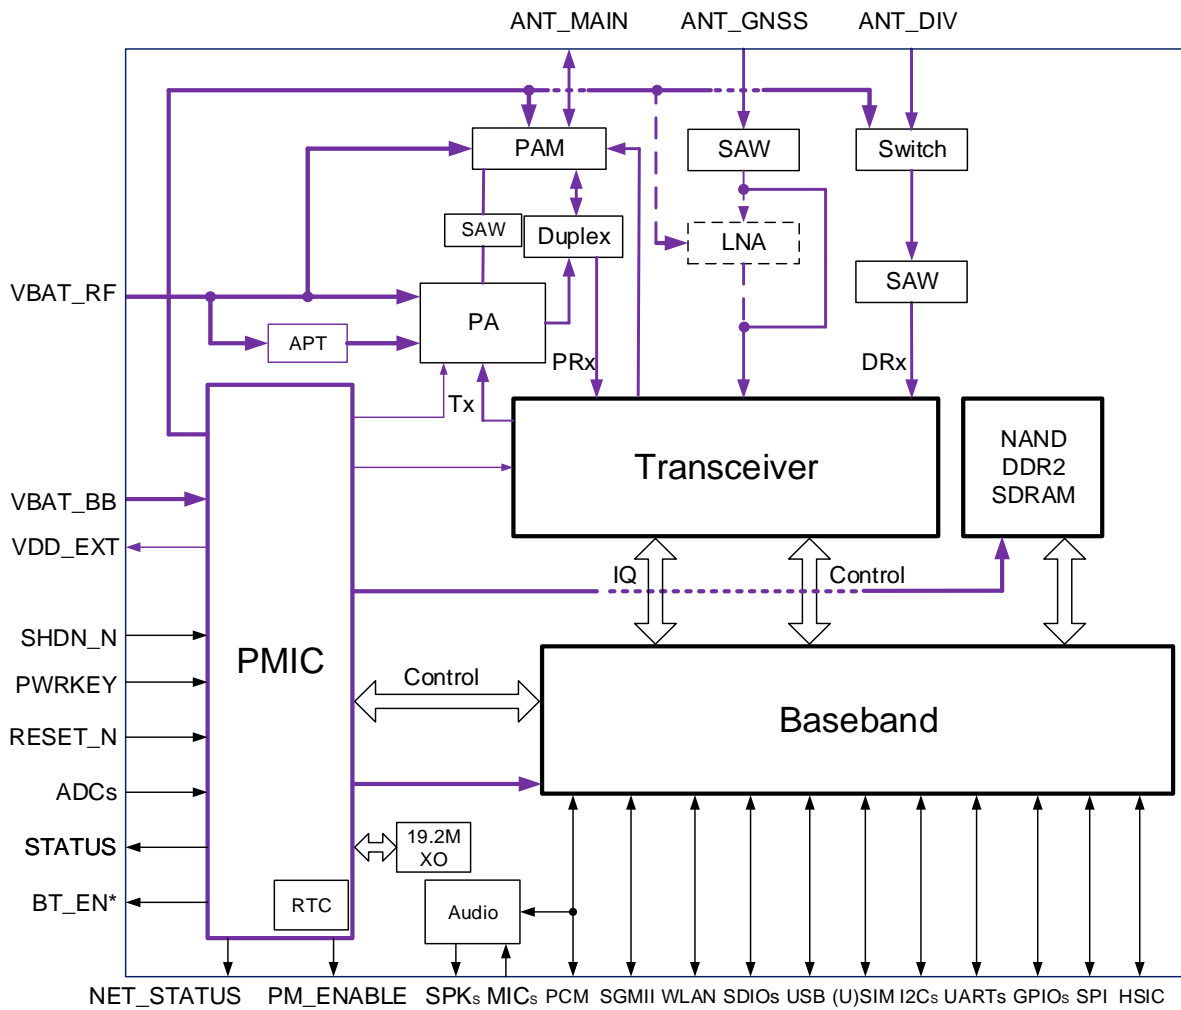 ANT_MAIN
ANT_GNSS
ANT_DIV
PAM
SAW
Switch
SAW
Duplex
LNA
SAW
VBAT_RF
PA
APT
PRx
DRx
Tx
Transceiver
NAND
DDR2
SDRAM
VBAT_BB
VDD_EXT
IQ
Control
SHDN_N
PMIC
PWRKEY
Control
Baseband
RESET_N
ADCs
STATUS
19.2M
XO
BT_EN*
RTC
Audio
NET_STATUS
PM_ENABLE
SPKs
MICs
PCM
SGMII
WLAN
SDIOs
USB
(U)SIM
I2Cs
UARTs
GPIOs
SPI
HSIC